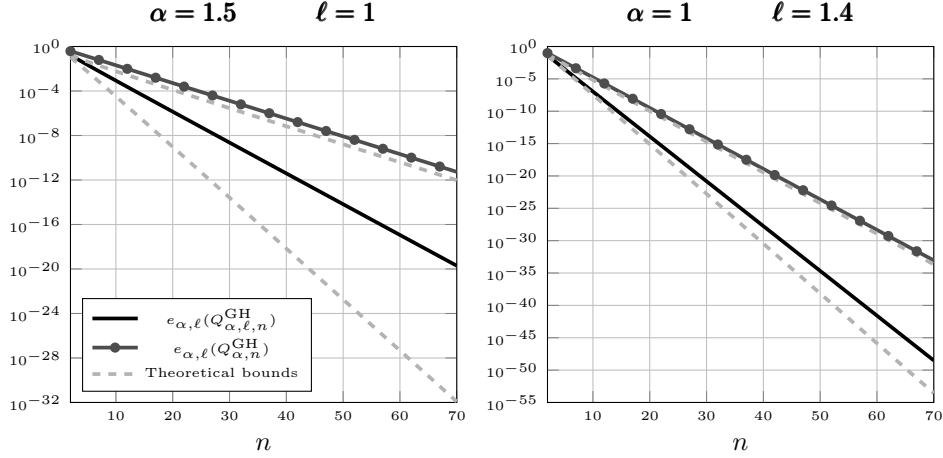 α = 1.5 ℓ = 1
10^0
10^−4
10^−8
10^−12
10^−16
10^−20
10^−24
10^−28
10^−32
10 20 30 40 50 60 70
n
e_{α,ℓ}(Q^{GH}_{α,ℓ,n})
e_{α,ℓ}(Q^{GH}_{α,n})
Theoretical bounds
α = 1 ℓ = 1.4
10^0
10^−5
10^−10
10^−15
10^−20
10^−25
10^−30
10^−35
10^−40
10^−45
10^−50
10^−55
10 20 30 40 50 60 70
n